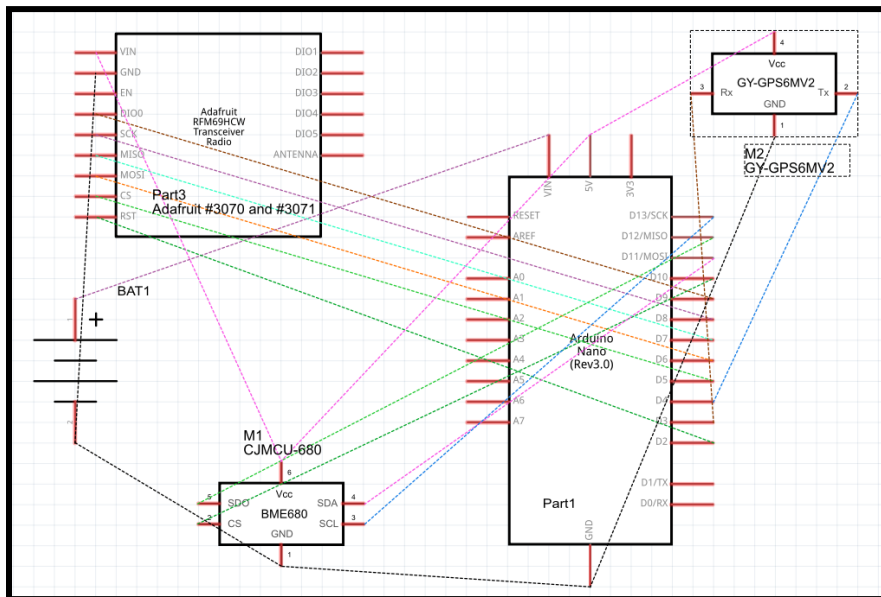 VIN
GND
EN
DIO0
SCK
MISO
MOSI
CS
RST
DIO1
DIO2
DIO3
DIO4
DIO5
ANTENNA
Adafruit
RFM69HCW
Transceiver
Radio
Part3
Adafruit #3070 and #3071
4
Vcc
GY-GPS6MV2
3
Rx
Tx
2
GND
1
M2
GY-GPS6MV2
BAT1
1
+
2
VIN
5V
3V3
RESET
AREF
A0
A1
A2
A3
A4
A5
A6
A7
D13/SCK
D12/MISO
D11/MOSI
D10
D9
D8
D7
D6
D5
D4
D3
D2
D1/TX
D0/RX
Arduino
Nano
(Rev3.0)
Part1
GND
M1
CJMCU-680
6
Vcc
5
SDO
SDA
4
2
CS
BME680
SCL
3
GND
1